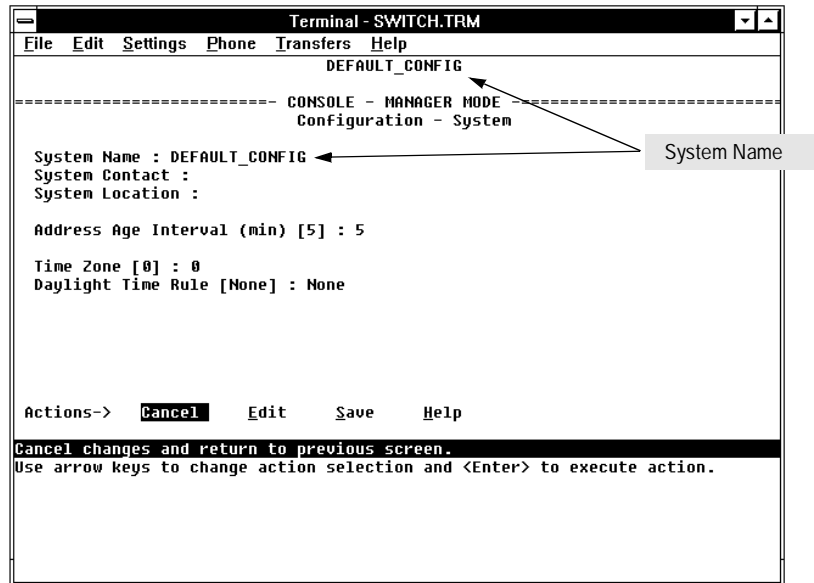 Terminal - SWITCH.TRM
File Edit Settings Phone Transfers Help
DEFAULT_CONFIG
==========================- CONSOLE - MANAGER MODE -============================
Configuration - System
System Name : DEFAULT_CONFIG
System Name
System Contact :
System Location :
Address Age Interval (min) [5] : 5
Time Zone [0] : 0
Daylight Time Rule [None] : None
Actions-> Cancel Edit Save Help
Cancel changes and return to previous screen.
Use arrow keys to change action selection and <Enter> to execute action.